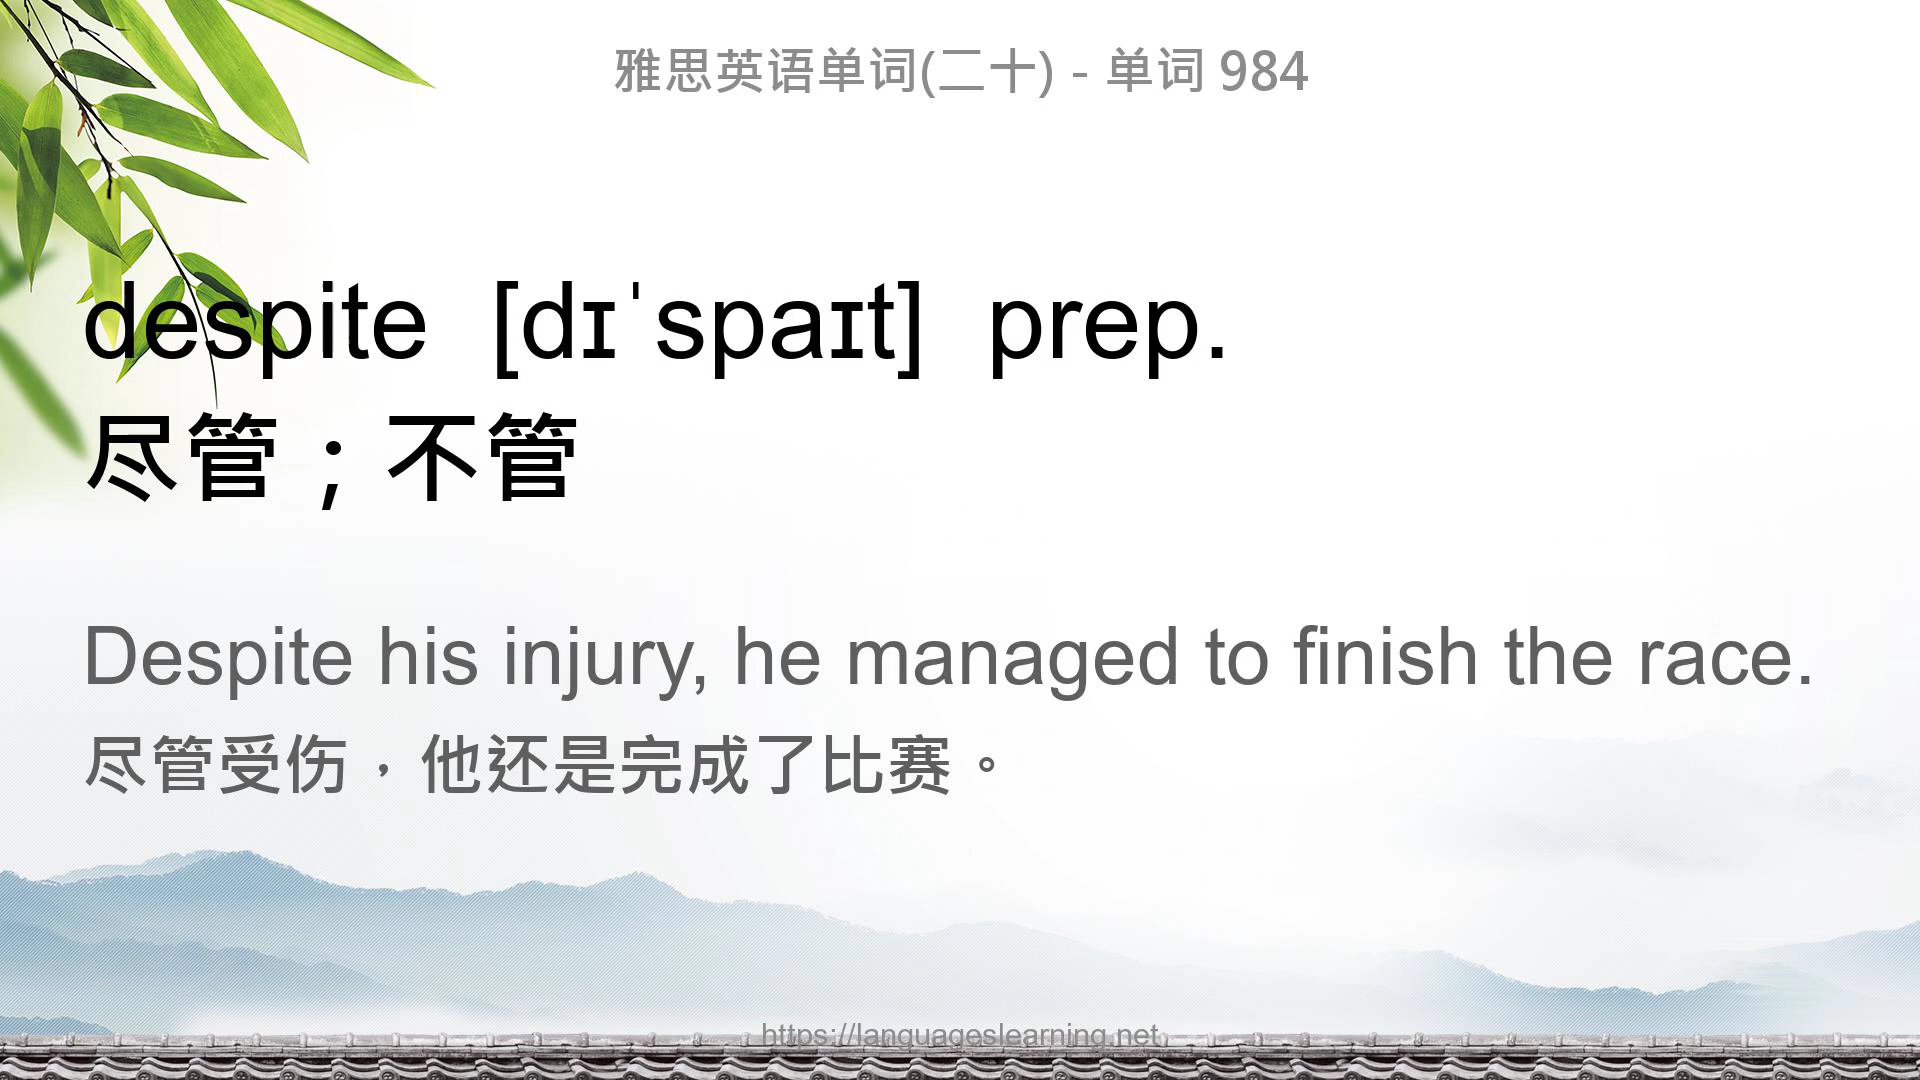 雅思英语单词(二十) - 单词 984
despite [dɪˈspaɪt] prep.
尽管；不管
Despite his injury, he managed to finish the race.
尽管受伤，他还是完成了比赛。
https://languageslearning.net